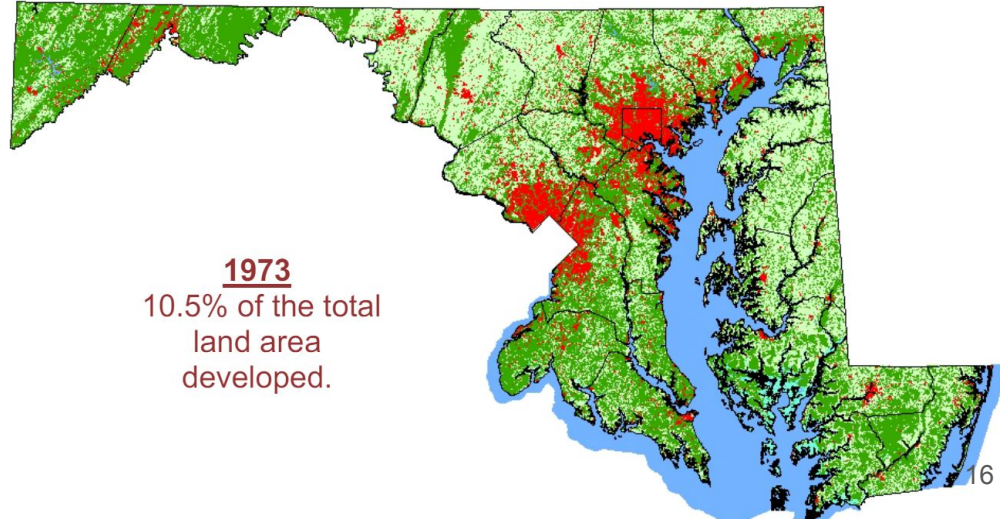 1973
10.5% of the total
land area
developed.
16